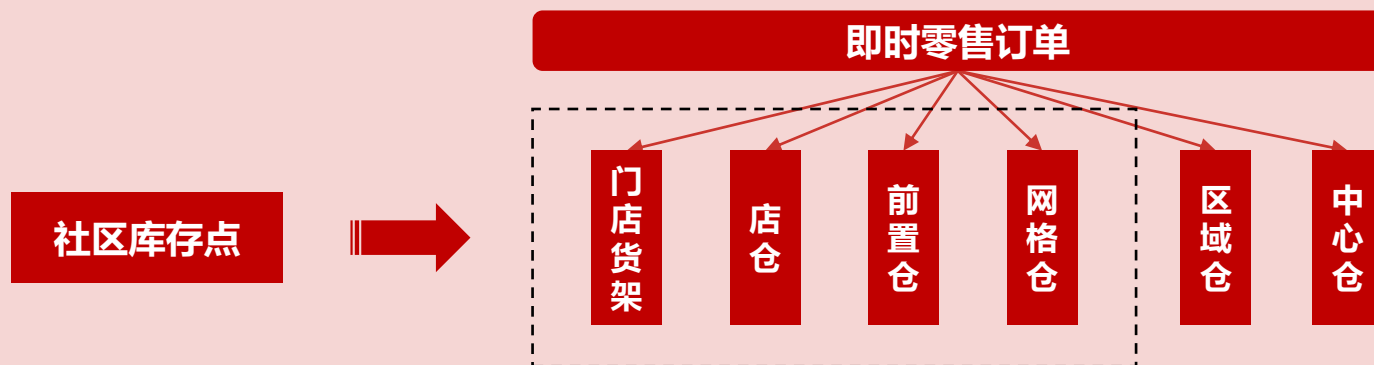 即时零售订单
社区库存点
门店货架
店仓
前置仓
网格仓
区域仓
中心仓